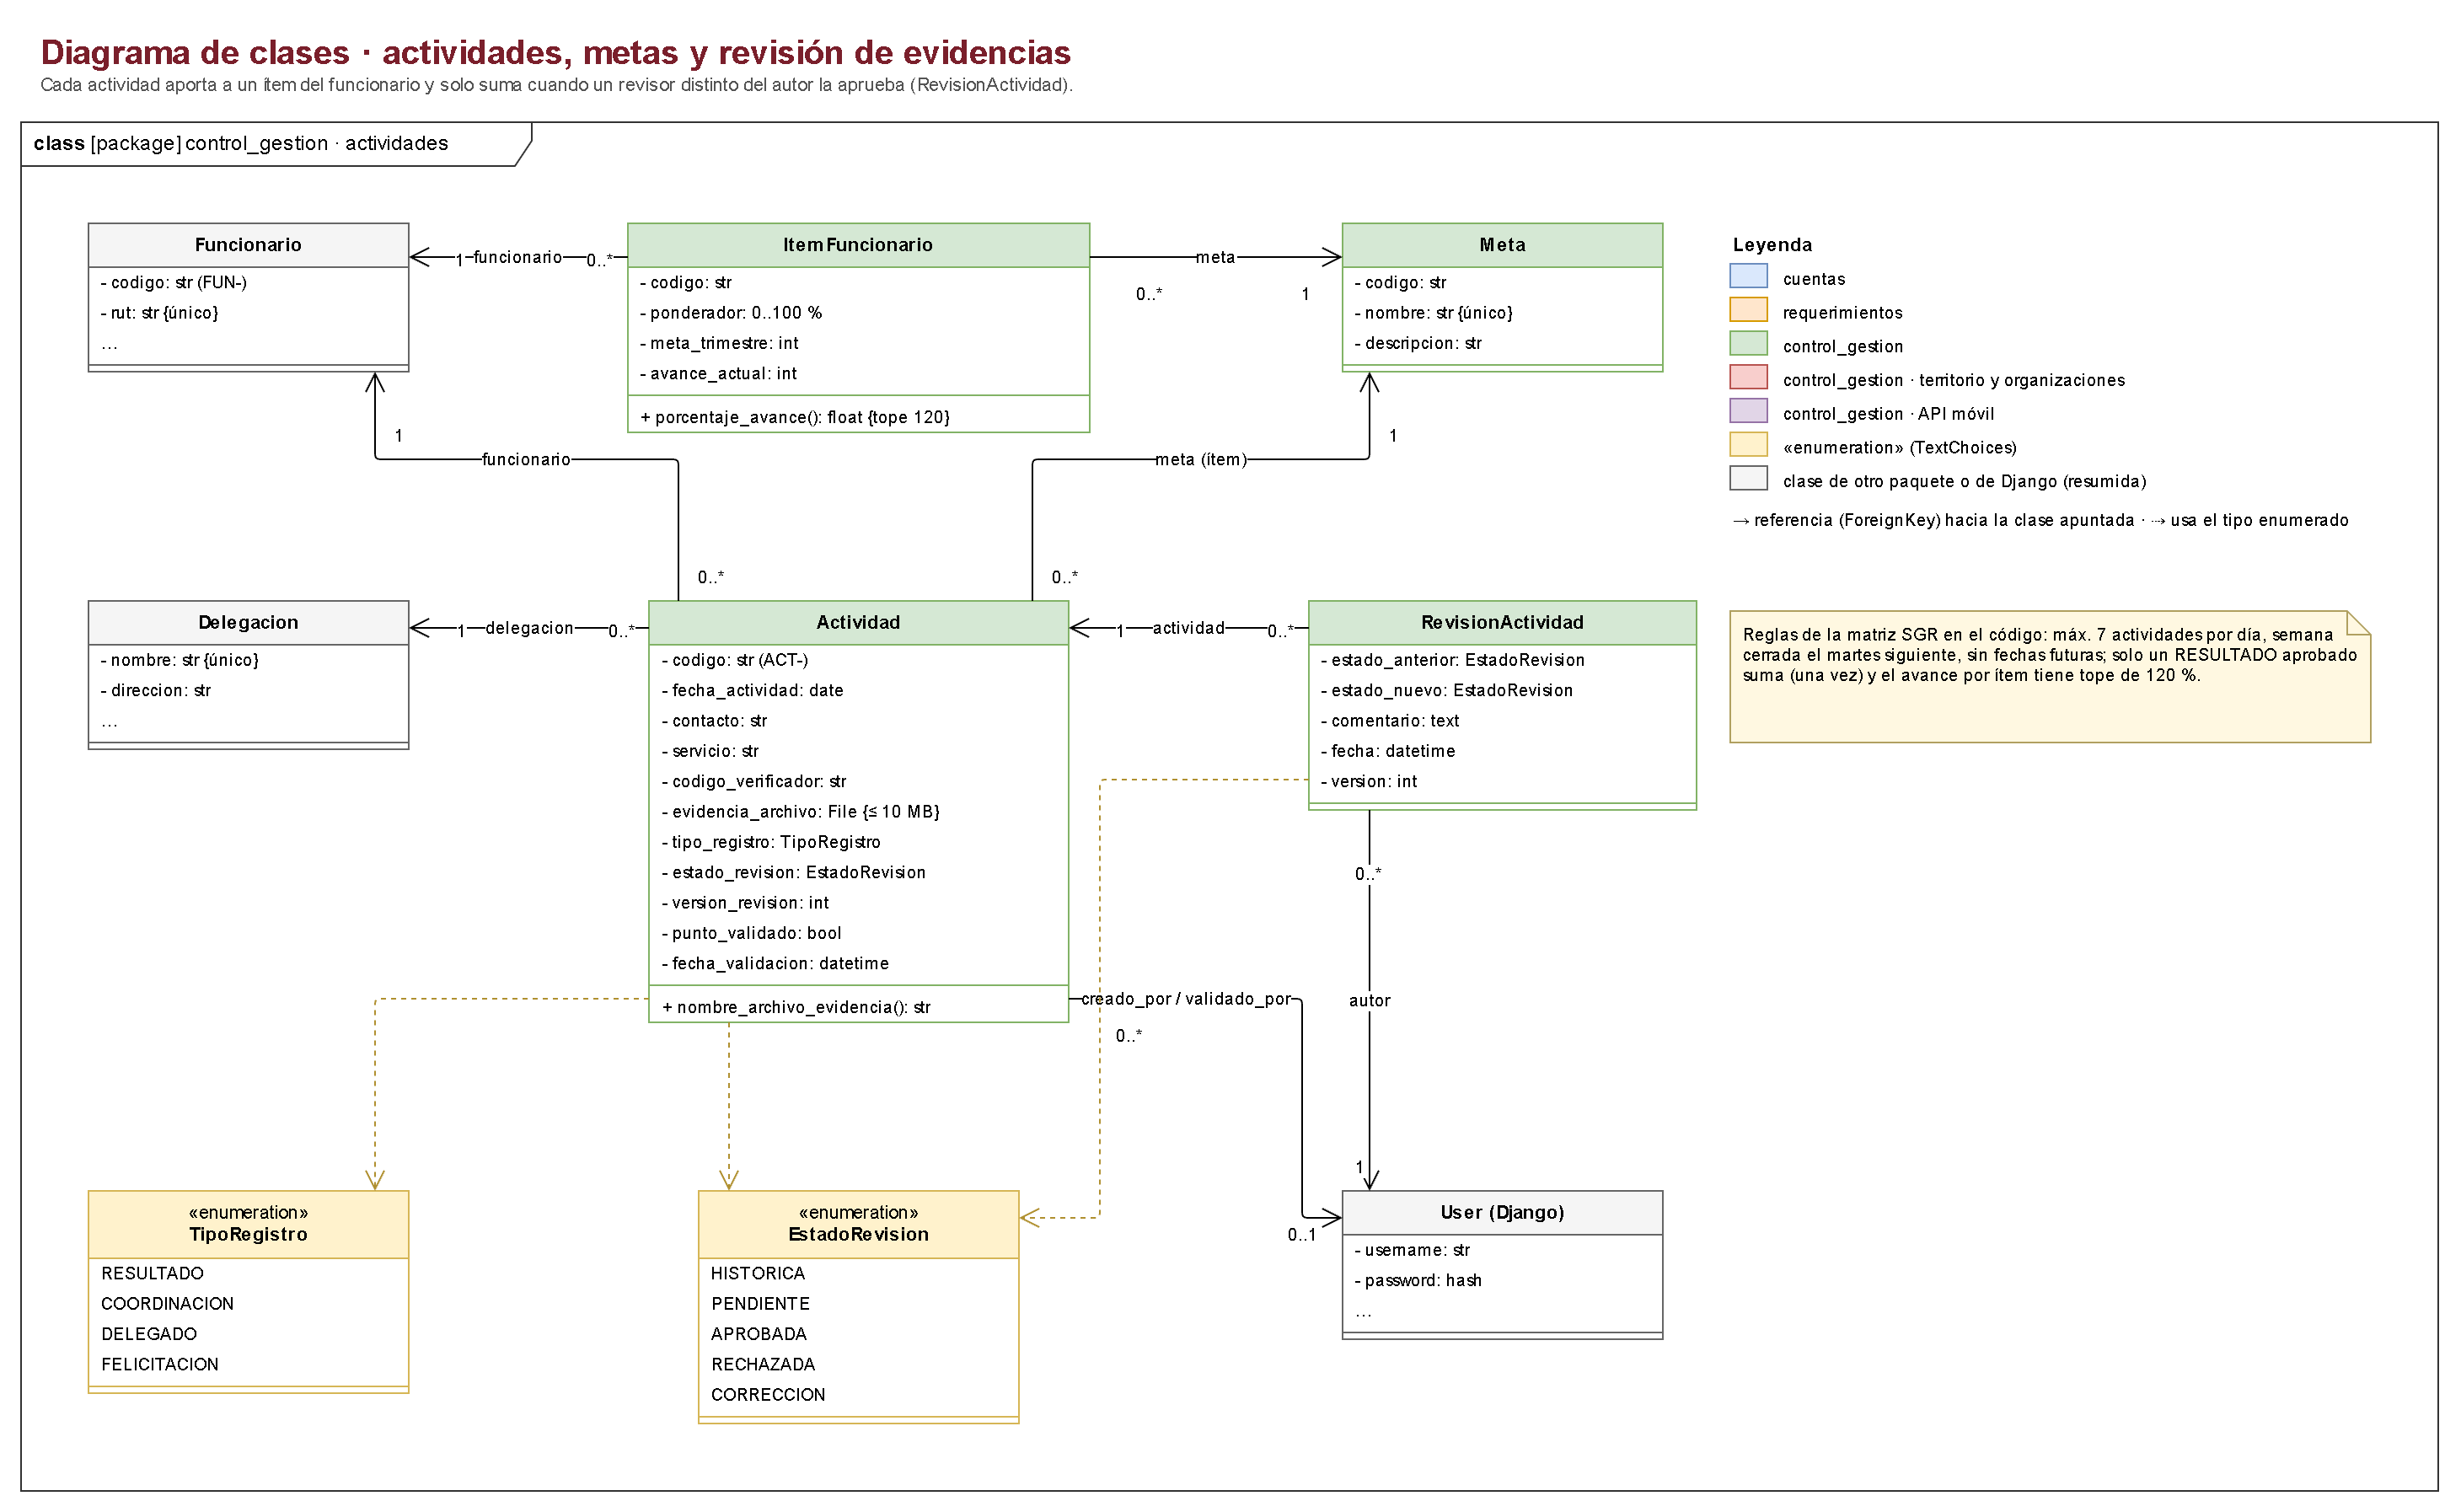 Diagrama de clases · actividades, metas y revisión de evidencias
Cada actividad aporta a un ítem del funcionario y solo suma cuando un revisor distinto del autor la aprueba (RevisionActividad).
class [package] control_gestion · actividades
Funcionario
- codigo: str (FUN-)
- rut: str {único}
...
1
funcionario
0..*
ItemFuncionario
- codigo: str
- ponderador: 0..100 %
- meta_trimestre: int
- avance_actual: int
+ porcentaje_avance(): float {tope 120}
meta
0..*
1
Meta
- codigo: str
- nombre: str {único}
- descripcion: str
Leyenda
cuentas
requerimientos
control_gestion
control_gestion · territorio y organizaciones
control_gestion · API móvil
«enumeration» (TextChoices)
clase de otro paquete o de Django (resumida)
→ referencia (ForeignKey) hacia la clase apuntada · ⇢ usa el tipo enumerado
1
funcionario
0..*
1
meta (ítem)
0..*
Delegacion
- nombre: str {único}
- direccion: str
...
1
delegacion
0..*
Actividad
- codigo: str (ACT-)
- fecha_actividad: date
- contacto: str
- servicio: str
- codigo_verificador: str
- evidencia_archivo: File {≤ 10 MB}
- tipo_registro: TipoRegistro
- estado_revision: EstadoRevision
- version_revision: int
- punto_validado: bool
- fecha_validacion: datetime
+ nombre_archivo_evidencia(): str
1
actividad
0..*
RevisionActividad
- estado_anterior: EstadoRevision
- estado_nuevo: EstadoRevision
- comentario: text
- fecha: datetime
- version: int
Reglas de la matriz SGR en el código: máx. 7 actividades por día, semana
cerrada el martes siguiente, sin fechas futuras; solo un RESULTADO aprobado
suma (una vez) y el avance por ítem tiene tope de 120 %.
0..*
autor
1
creado_por / validado_por
0..*
0..1
«enumeration»
TipoRegistro
RESULTADO
COORDINACION
DELEGADO
FELICITACION
«enumeration»
EstadoRevision
HISTORICA
PENDIENTE
APROBADA
RECHAZADA
CORRECCION
User (Django)
- username: str
- password: hash
...